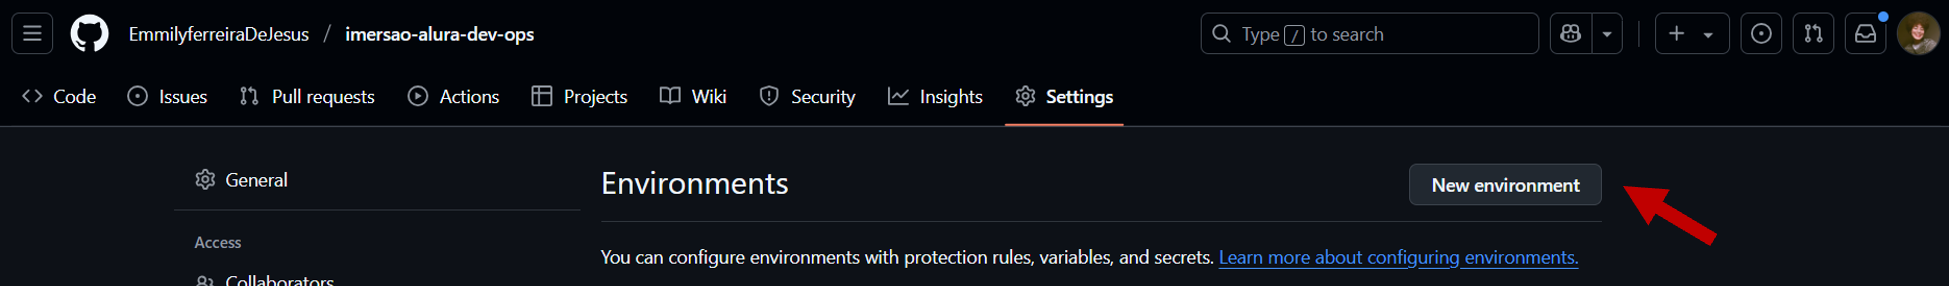 EmmilyferreiraDeJesus / imersao-alura-dev-ops Type / to search
Code Issues Pull requests Actions Projects Wiki Security Insights Settings
General
Environments
New environment
Access
You can configure environments with protection rules, variables, and secrets. Learn more about configuring environments.
Collaborators